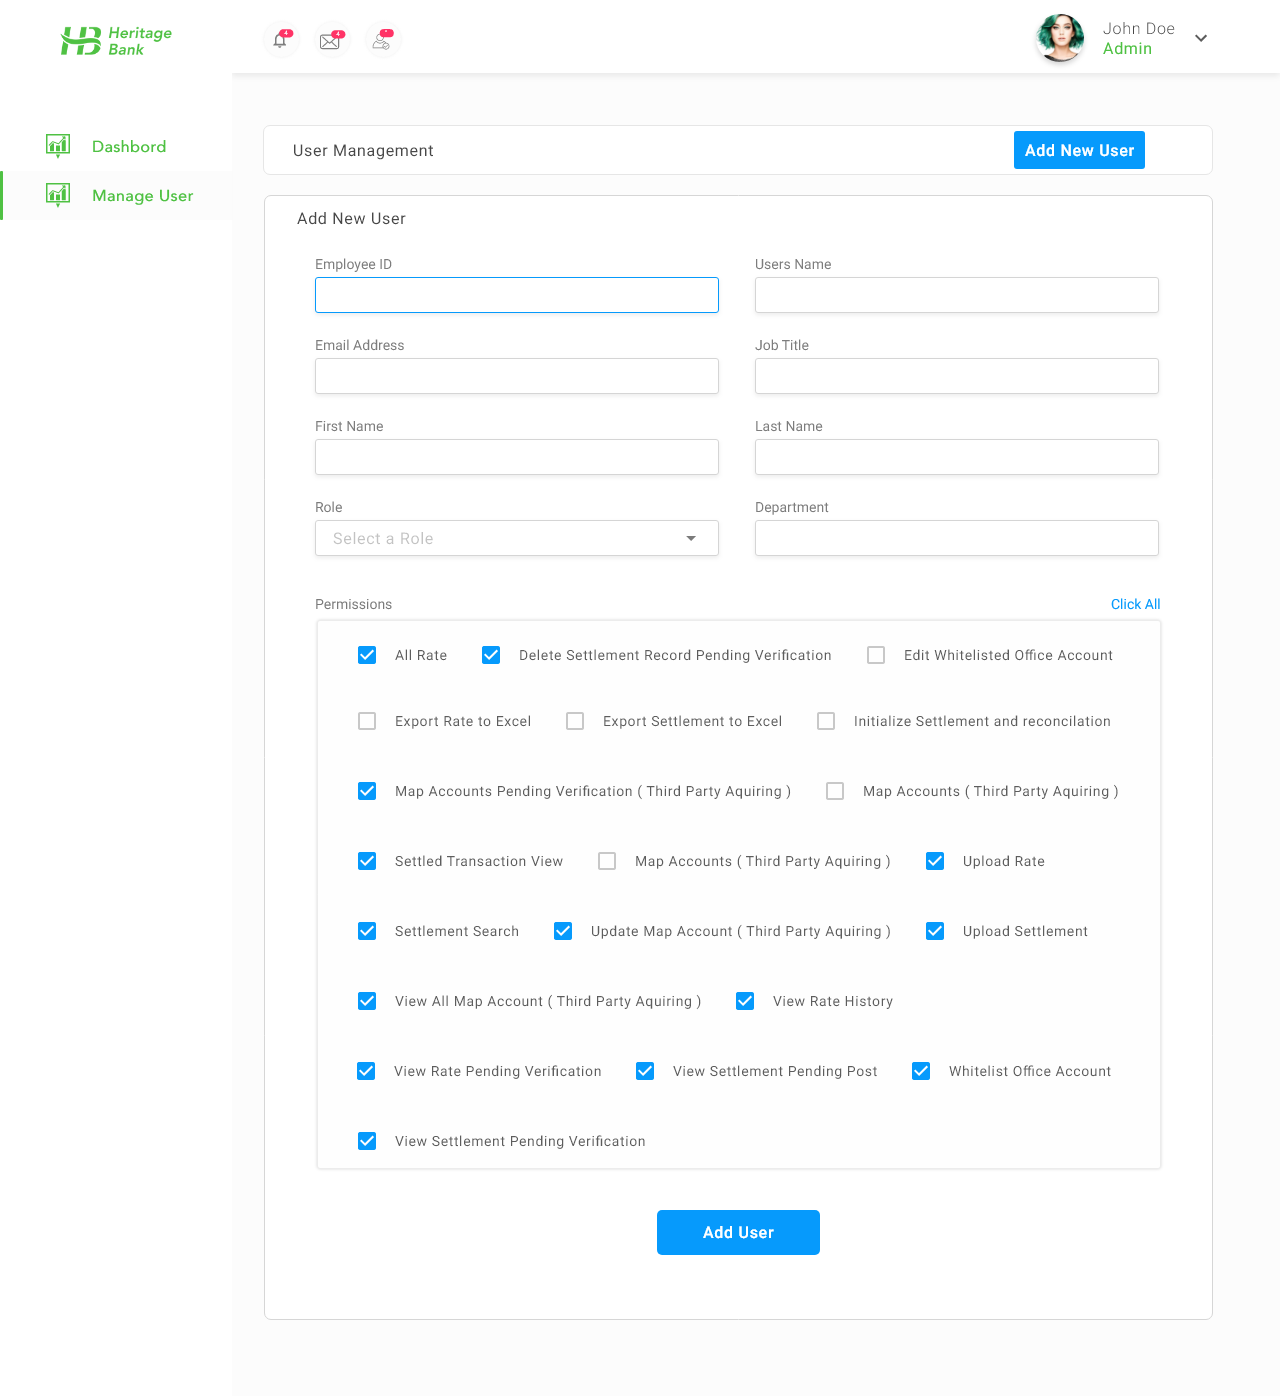 Heritage
Bank
4
4
John Doe
Admin
Dashbord
Manage User
User Management
Add New User
Add New User
Employee ID
Users Name
Email Address
Job Title
First Name
Last Name
Role
Department
Select a Role
Permissions
Click All
All Rate
Delete Settlement Record Pending Verification
Edit Whitelisted Office Account
Export Rate to Excel
Export Settlement to Excel
Initialize Settlement and reconcilation
Map Accounts Pending Verification ( Third Party Aquiring )
Map Accounts ( Third Party Aquiring )
Settled Transaction View
Map Accounts ( Third Party Aquiring )
Upload Rate
Settlement Search
Update Map Account ( Third Party Aquiring )
Upload Settlement
View All Map Account ( Third Party Aquiring )
View Rate History
View Rate Pending Verification
View Settlement Pending Post
Whitelist Office Account
View Settlement Pending Verification
Add User